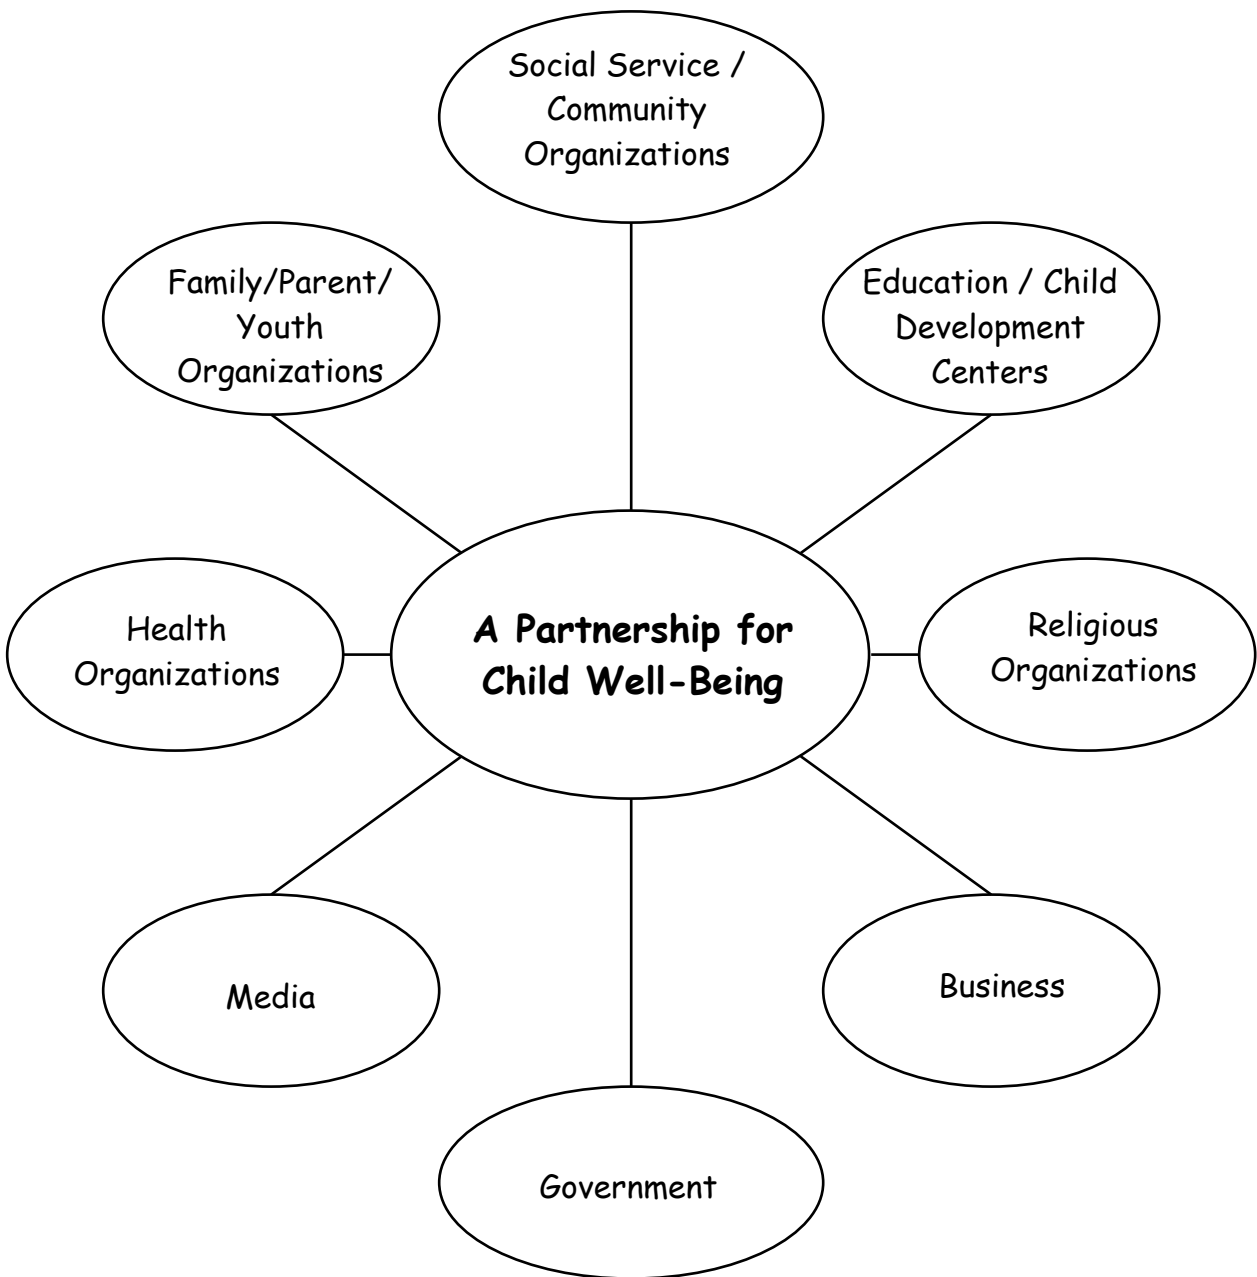 Social Service /
Community
Organizations
Family/Parent/
Youth
Organizations
Education / Child
Development
Centers
Health
Organizations
A Partnership for
Child Well-Being
Religious
Organizations
Media
Business
Government